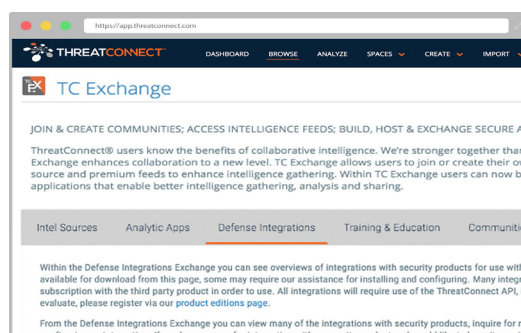 https://app.threatconnect.com
THREATCONNECT
DASHBOARD BROWSE ANALYZE SPACES CREATE IMPORT
TC EX TC Exchange
JOIN & CREATE COMMUNITIES; ACCESS INTELLIGENCE FEEDS; BUILD, HOST & EXCHANGE SECURE A
ThreatConnect® users know the benefits of collaborative intelligence. We're stronger together than
Exchange enhances collaboration to a new level. TC Exchange allows users to join or create their ow
source and premium feeds to enhance intelligence gathering. Within TC Exchange users can now b
applications that enable better intelligence gathering, analysis and sharing.
Intel Sources Analytic Apps Defense Integrations Training & Education Communiti
Within the Defense Integrations Exchange you can see overviews of integrations with security products for use with
available for download from this page, some may require our assistance for installing and configuring. Many integ
subscription with the third party product in order to use. All integrations will require use of the ThreatConnect API,
evaluate, please register via our product editions page.
From the Defense Integrations Exchange you can view many of the integrations with security products, inquire for m